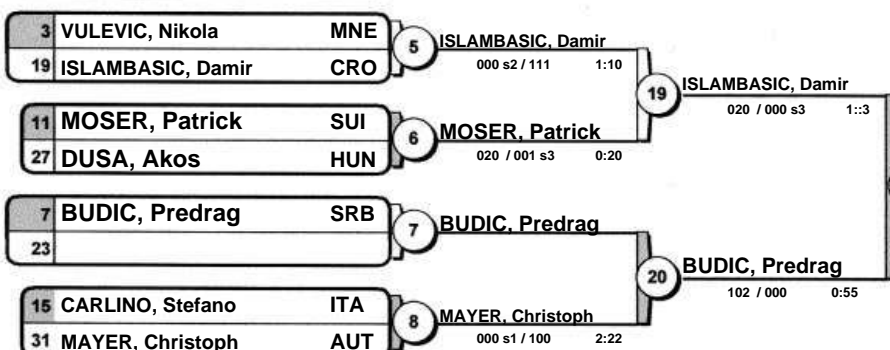 3 VULEVIC, Nikola MNE
19 ISLAMBASIC, Damir CRO
5 ISLAMBASIC, Damir
000 s2 / 111 1:10
11 MOSER, Patrick SUI
27 DUSA, Akos HUN
6 MOSER, Patrick
020 / 001 s3 0:20
19 ISLAMBASIC, Damir
020 / 000 s3 1::3
7 BUDIC, Predrag SRB
23
7 BUDIC, Predrag
15 CARLINO, Stefano ITA
31 MAYER, Christoph AUT
8 MAYER, Christoph
000 s1 / 100 2:22
20 BUDIC, Predrag
102 / 000 0:55